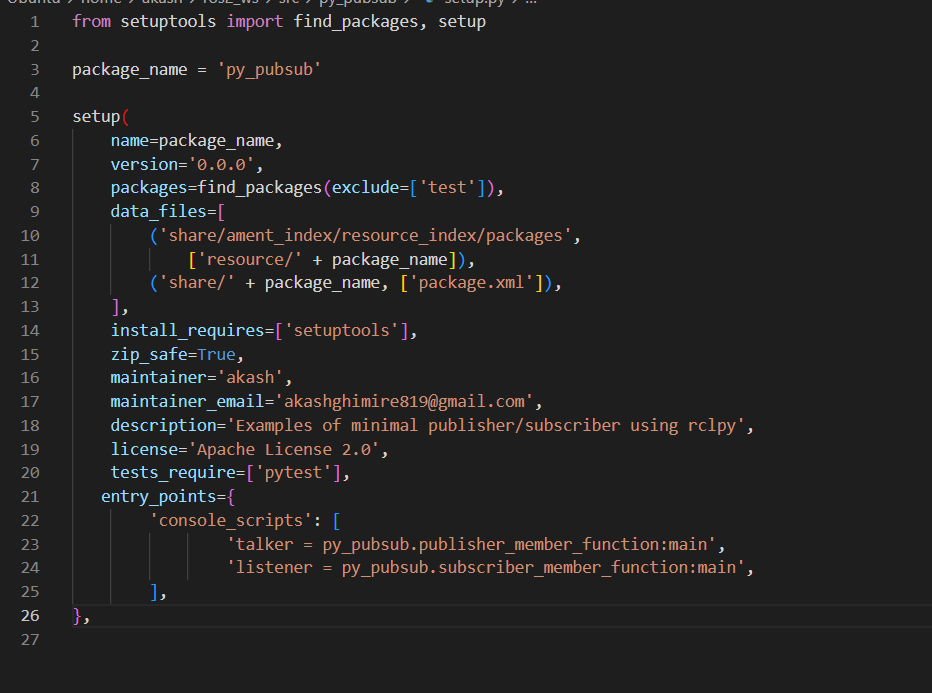 Ubuntu > home > akash > ros2_ws > src > py_pubsub > setup.py > ...
1 from setuptools import find_packages, setup
2
3 package_name = 'py_pubsub'
4
5 setup(
6     name=package_name,
7     version='0.0.0',
8     packages=find_packages(exclude=['test']),
9     data_files=[
10         ('share/ament_index/resource_index/packages',
11             ['resource/' + package_name]),
12         ('share/' + package_name, ['package.xml']),
13     ],
14     install_requires=['setuptools'],
15     zip_safe=True,
16     maintainer='akash',
17     maintainer_email='akashghimire819@gmail.com',
18     description='Examples of minimal publisher/subscriber using rclpy',
19     license='Apache License 2.0',
20     tests_require=['pytest'],
21    entry_points={
22         'console_scripts': [
23                 'talker = py_pubsub.publisher_member_function:main',
24                 'listener = py_pubsub.subscriber_member_function:main',
25         ],
26 },
27